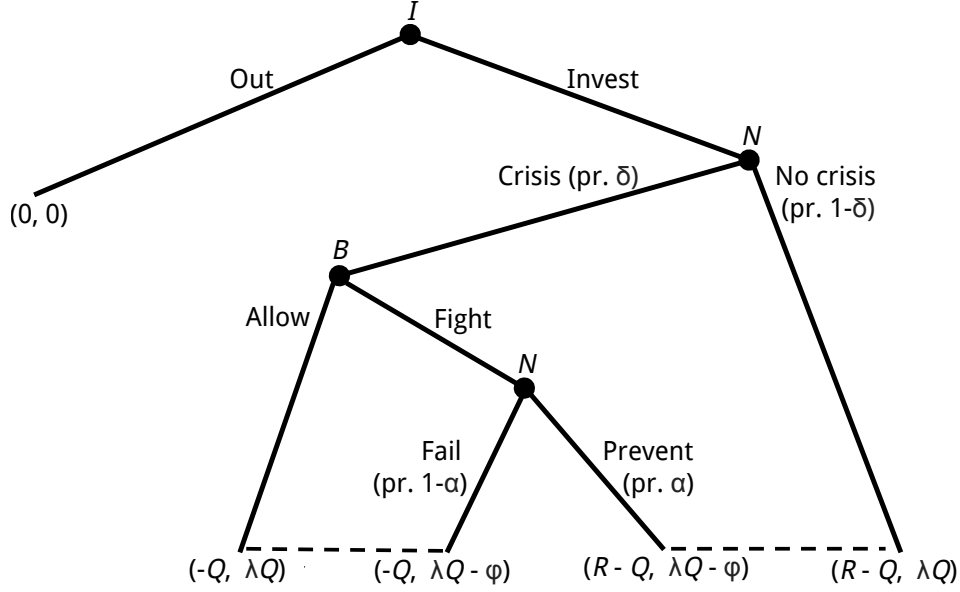 I
Out
Invest
N
Crisis (pr. δ)
No crisis
(pr. 1-δ)
(0, 0)
B
Allow
Fight
N
Fail
(pr. 1-α)
Prevent
(pr. α)
(-Q, λQ)
(-Q, λQ - φ)
(R - Q, λQ - φ)
(R - Q, λQ)